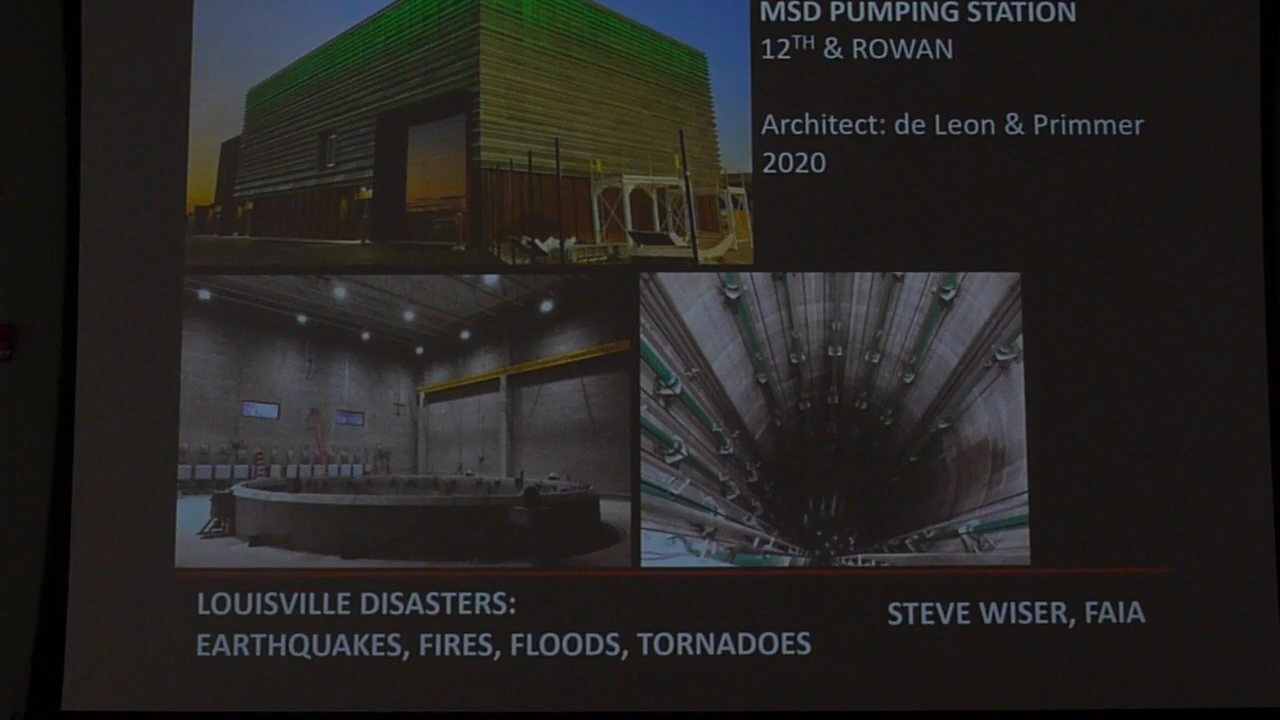 MSD PUMPING STATION
12TH & ROWAN
Architect: de Leon & Primmer
2020
LOUISVILLE DISASTERS:
EARTHQUAKES, FIRES, FLOODS, TORNADOES
STEVE WISER, FAIA